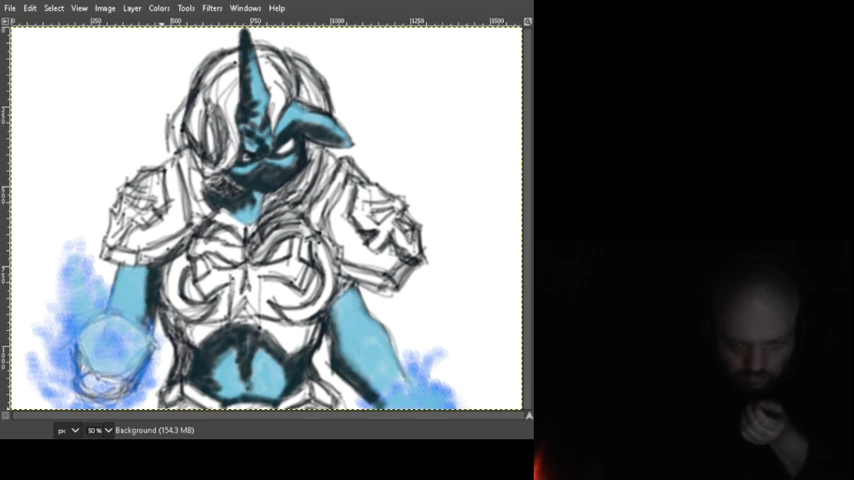 File Edit Select View Image Layer Colors Tools Filters Windows Help
0 250 500 750 1000 1250 1500
px 50 % Background (154.3 MB)